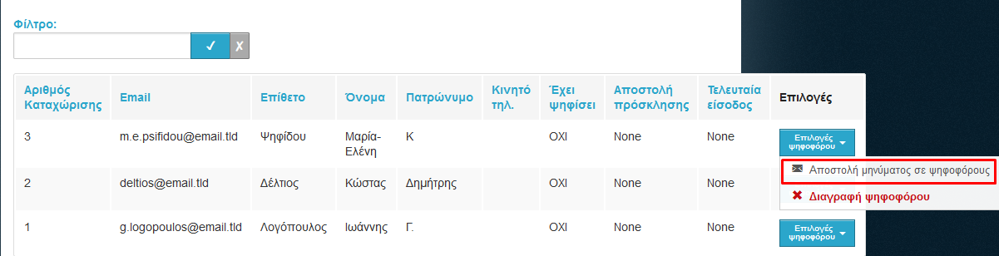 Φίλτρο:
✓ ✗
Αριθμός Καταχώρισης Email Επίθετο Όνομα Πατρώνυμο Κινητό τηλ. Έχει ψηφίσει Αποστολή πρόσκλησης Τελευταία είσοδος Επιλογές
3 m.e.psifidou@email.tld Ψηφίδου Μαρία-Ελένη Κ ΟΧΙ None None Επιλογές ψηφοφόρου
Αποστολή μηνύματος σε ψηφοφόρους
2 deltios@email.tld Δέλτιος Κώστας Δημήτρης ΟΧΙ None None
Διαγραφή ψηφοφόρου
1 g.logopoulos@email.tld Λογόπουλος Ιωάννης Γ. ΟΧΙ None None Επιλογές ψηφοφόρου